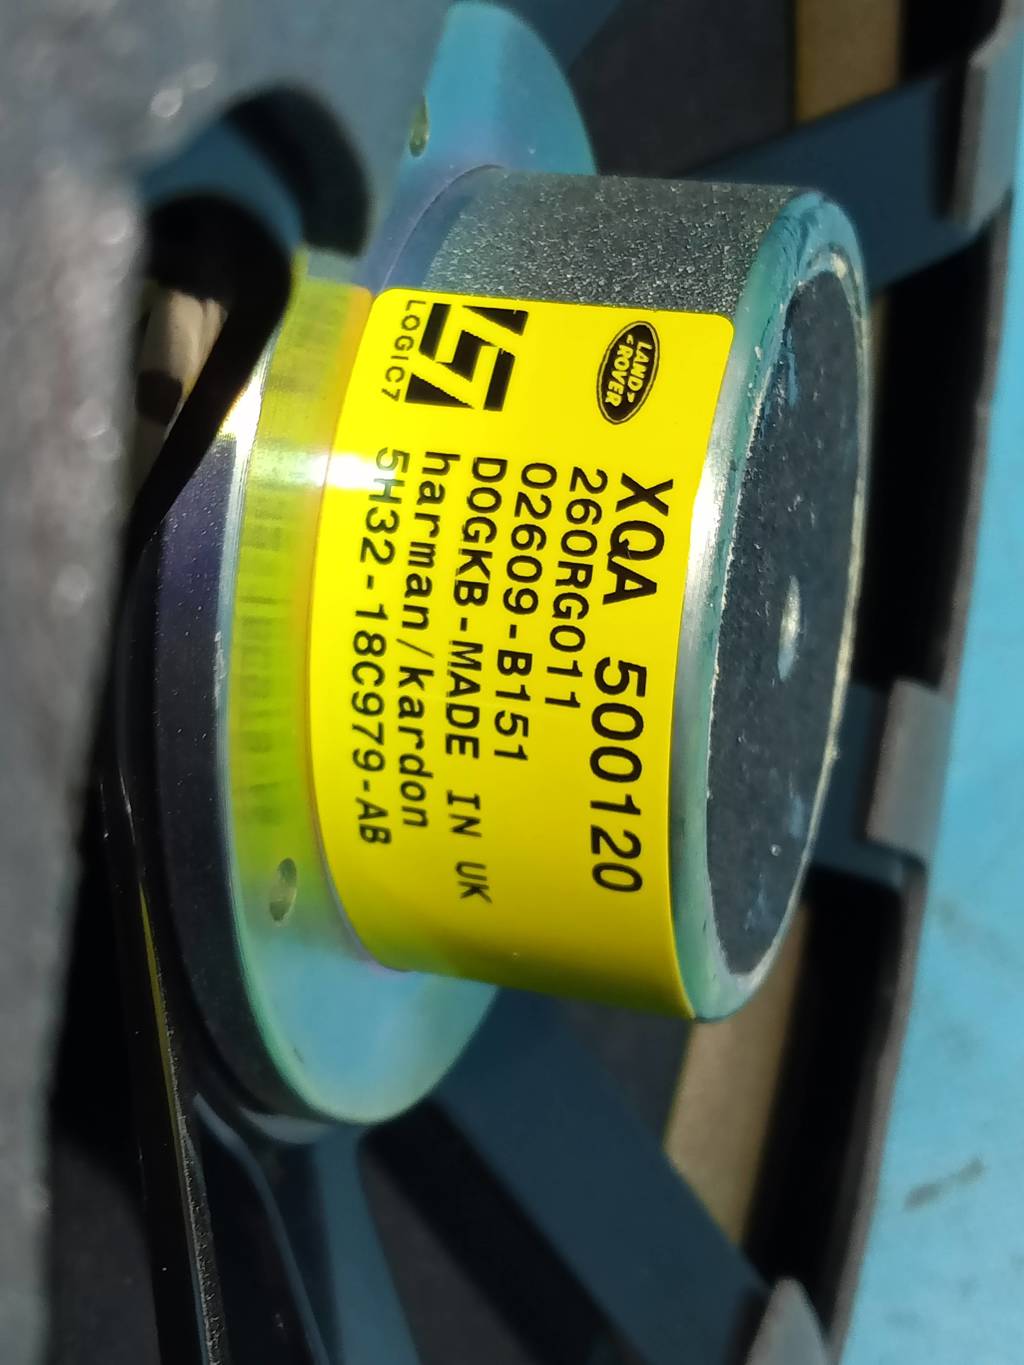 LAND
ROVER
LOGIC7
XQA 500120
260RG011
02609-B151
DOGKB-MADE IN UK
harman/kardon
5H32-18C979-AB